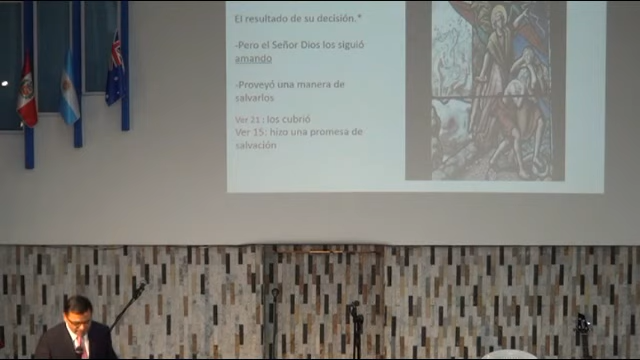 El resultado de su decisión.*
-Pero el Señor Dios los siguió
amando
-Proveyó una manera de
salvarlos
Ver 21: los cubrió
Ver 15: hizo una promesa de
salvación